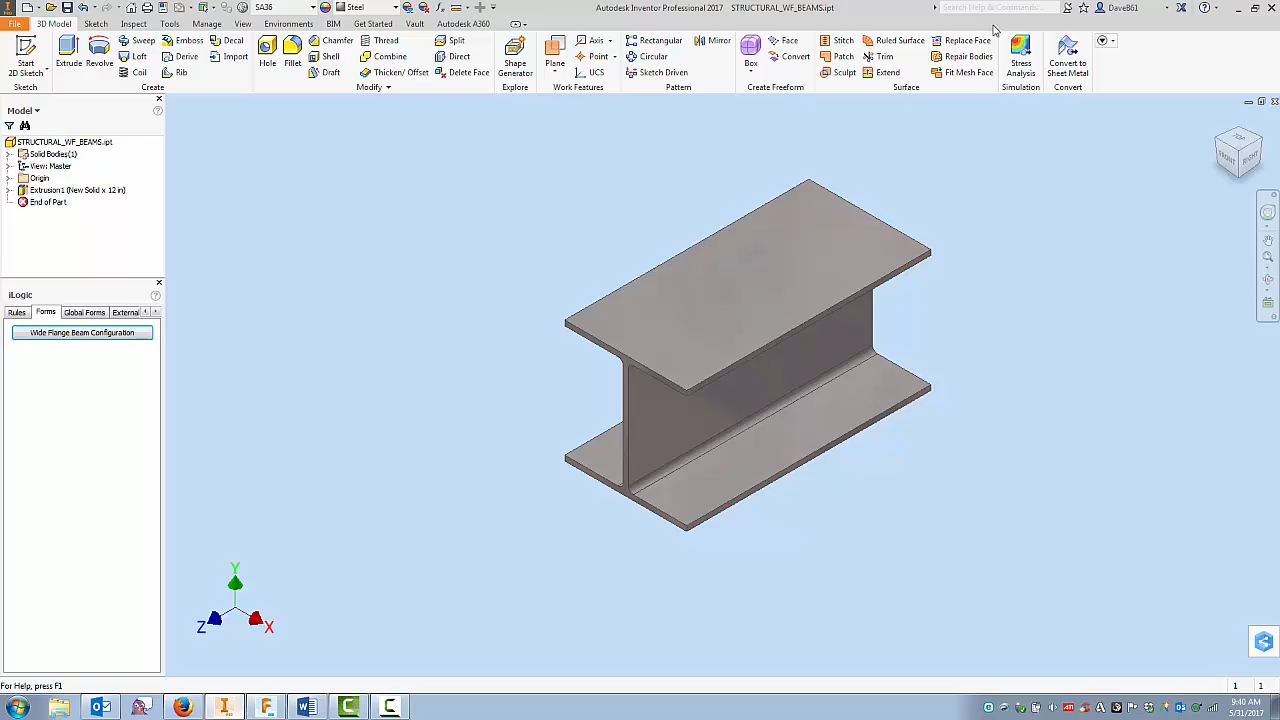 SA36 Steel Autodesk Inventor Professional 2017 STRUCTURAL_WF_BEAMS.ipt Search Help & Commands... DaveB61
File 3D Model Sketch Inspect Tools Manage View Environments BIM Get Started Vault Autodesk A360
Start
2D Sketch
Sketch
Extrude Revolve Sweep Emboss Decal
Loft Derive Import
Coil Rib
Create
Hole Fillet Chamfer Thread Split
Shell Combine Direct
Draft Thicken/ Offset Delete Face
Modify
Shape
Generator
Explore
Plane Axis
Point
UCS
Work Features
Rectangular Mirror
Circular
Sketch Driven
Pattern
Box Face
Convert
Create Freeform
Stitch Ruled Surface Replace Face
Patch Trim Repair Bodies
Sculpt Extend Fit Mesh Face
Surface
Stress
Analysis
Simulation
Convert to
Sheet Metal
Convert
Model
STRUCTURAL_WF_BEAMS.ipt
Solid Bodies(1)
View: Master
Origin
Extrusion1 (New Solid x 12 in)
End of Part
iLogic
Rules Forms Global Forms External
Wide Flange Beam Configuration
TOP
FRONT RIGHT
Y
Z X
For Help, press F1
1 1
9:40 AM
5/31/2017